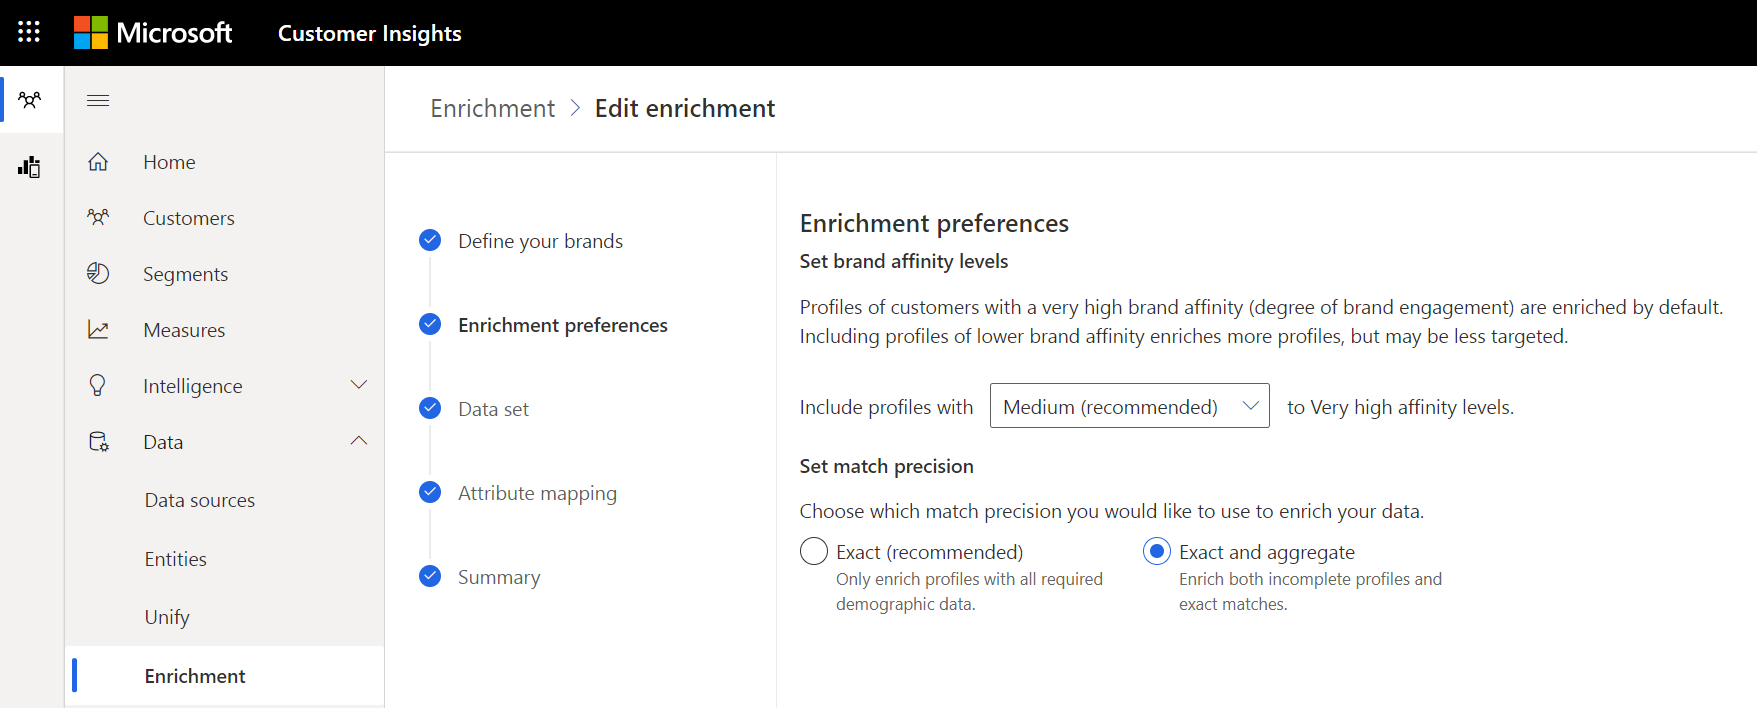 Microsoft Customer Insights
Enrichment > Edit enrichment
Home
Customers
Segments
Measures
Intelligence
Data
Data sources
Entities
Unify
Enrichment
Define your brands
Enrichment preferences
Data set
Attribute mapping
Summary
Enrichment preferences
Set brand affinity levels
Profiles of customers with a very high brand affinity (degree of brand engagement) are enriched by default.
Including profiles of lower brand affinity enriches more profiles, but may be less targeted.
Include profiles with Medium (recommended) to Very high affinity levels.
Set match precision
Choose which match precision you would like to use to enrich your data.
Exact (recommended)
Only enrich profiles with all required
demographic data.
Exact and aggregate
Enrich both incomplete profiles and
exact matches.